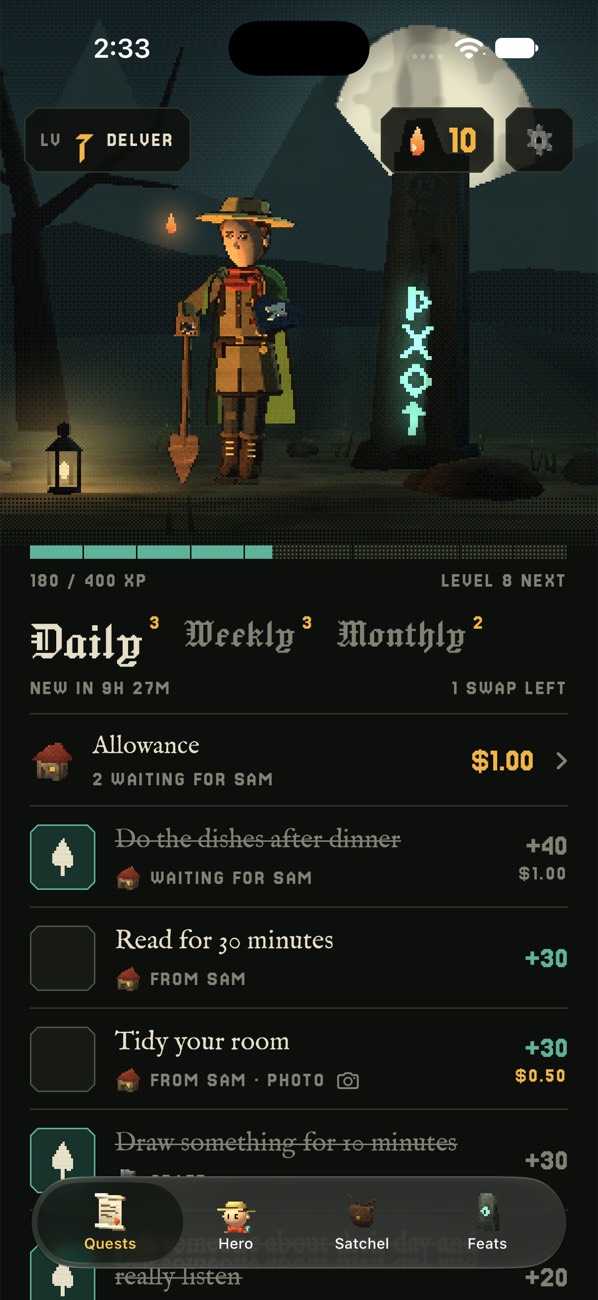 2:33
LV 7 DELVER
10
ᚹᛟ
180 / 400 XP
LEVEL 8 NEXT
Daily 3 Weekly 3 Monthly 2
NEW IN 9H 27M
1 SWAP LEFT
Allowance
2 WAITING FOR SAM
$1.00
Do the dishes after dinner
WAITING FOR SAM
+40
$1.00
Read for 30 minutes
FROM SAM
+30
Tidy your room
FROM SAM · PHOTO
+30
$0.50
Draw something for 10 minutes
+30
really listen
+20
Quests
Hero
Satchel
Feats